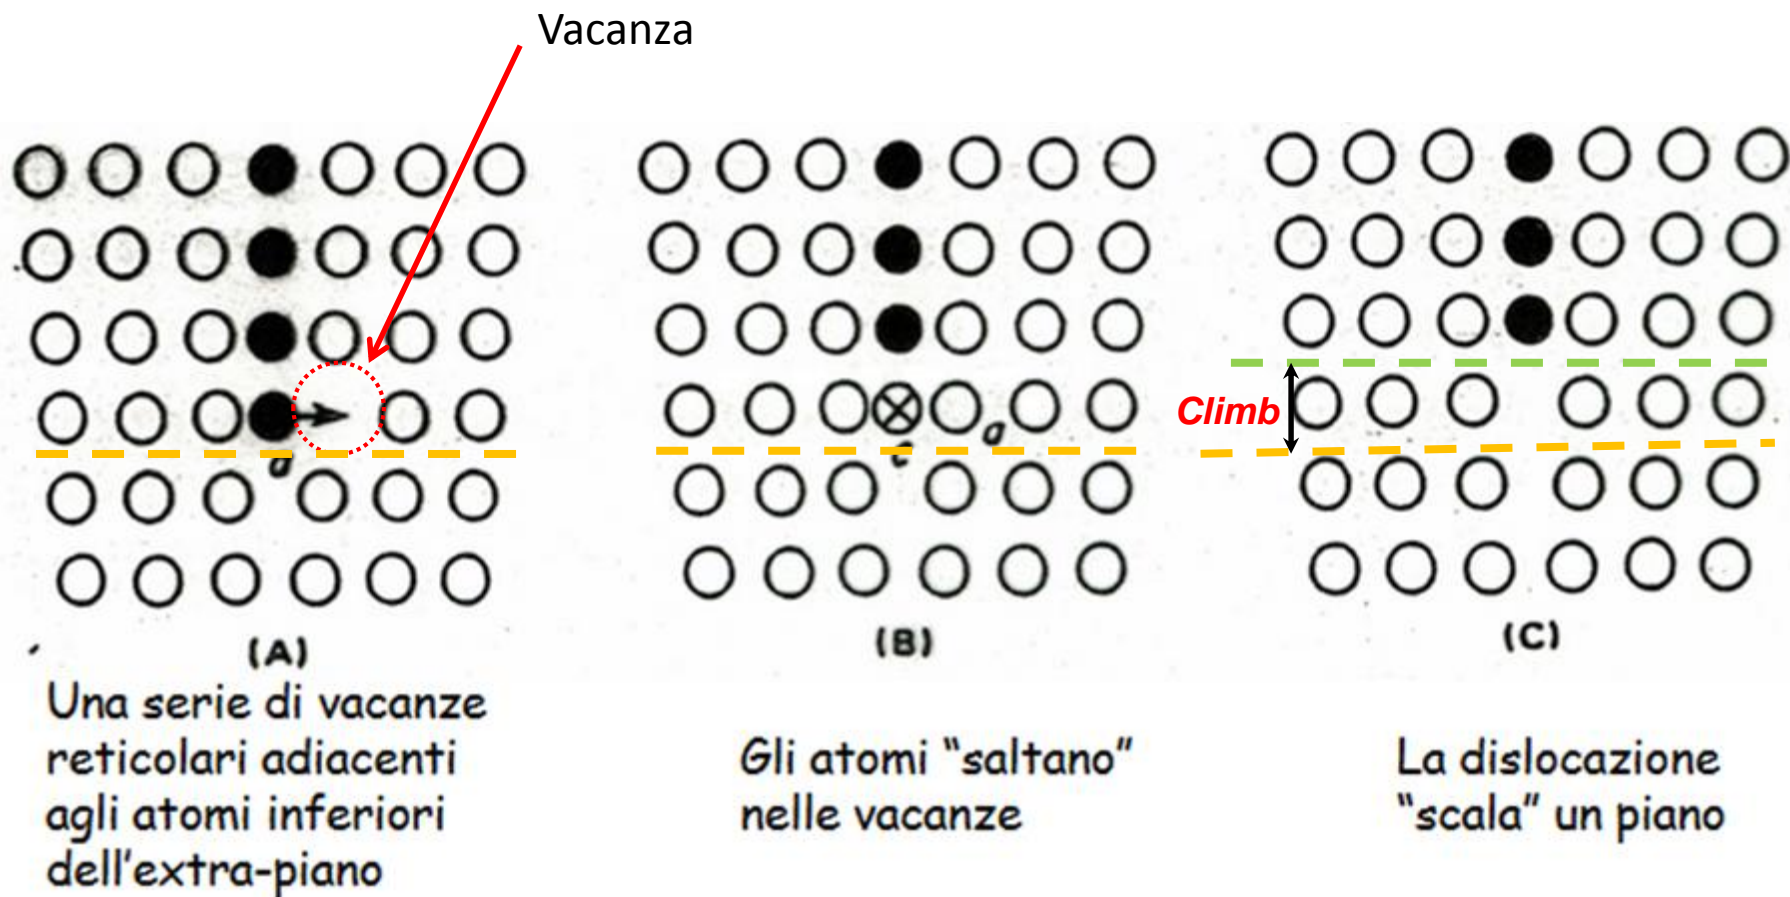 Vacanza
a
c
a
Climb
(A)
(B)
(C)
Una serie di vacanze
reticolari adiacenti
agli atomi inferiori
dell'extra-piano
Gli atomi "saltano"
nelle vacanze
La dislocazione
"scala" un piano